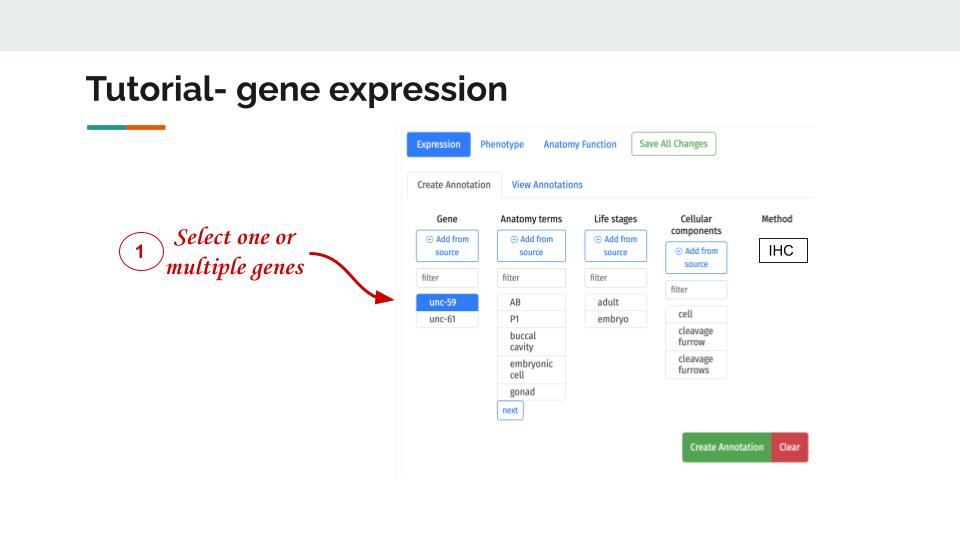 Tutorial- gene expression
Expression
Phenotype
Anatomy Function
Save All Changes
Create Annotation
View Annotations
1
Select one or
multiple genes
Gene
Add from
source
filter
unc-59
unc-61
Anatomy terms
Add from
source
filter
AB
P1
buccal
cavity
embryonic
cell
gonad
next
Life stages
Add from
source
filter
adult
embryo
Cellular
components
Add from
source
filter
cell
cleavage
furrow
cleavage
furrows
Method
IHC
Create Annotation
Clear